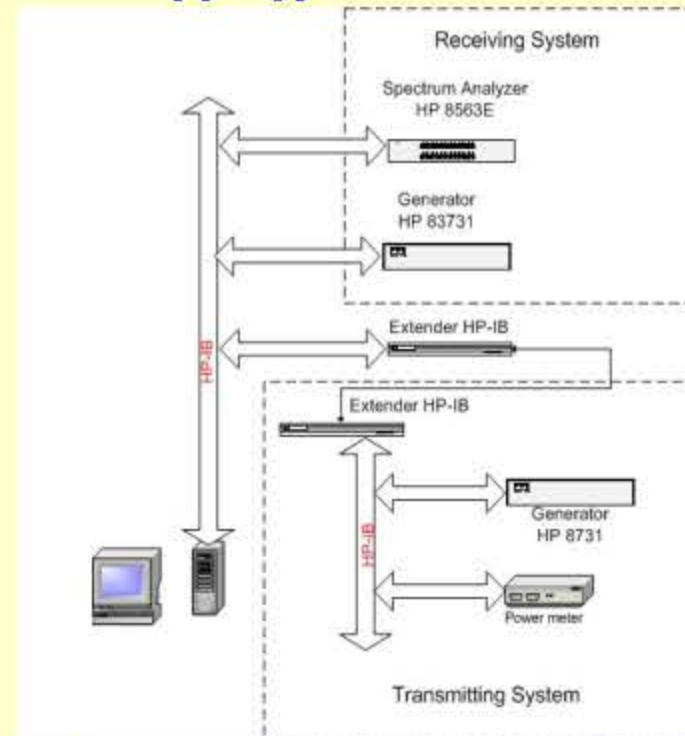 Receiving System
Spectrum Analyzer
HP 8563E
Generator
HP 83731
Extender HP-IB
HP-IB
Extender HP-IB
Generator
HP 8731
HP-IB
Power meter
Transmitting System